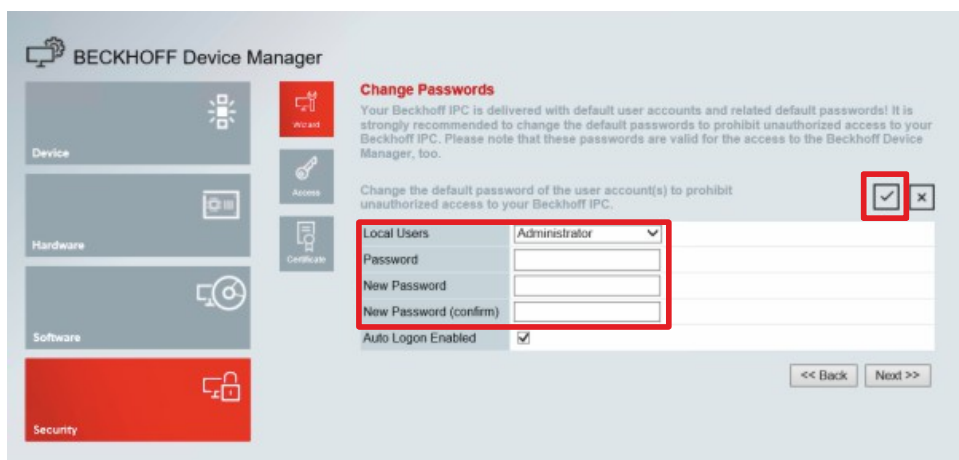 BECKHOFF Device Manager
Device
Hardware
Software
Security
Wizard
Access
Certificate
Change Passwords
Your Beckhoff IPC is delivered with default user accounts and related default passwords! It is
strongly recommended to change the default passwords to prohibit unauthorized access to your
Beckhoff IPC. Please note that these passwords are valid for the access to the Beckhoff Device
Manager, too.
Change the default password of the user account(s) to prohibit
unauthorized access to your Beckhoff IPC.
Local Users Administrator
Password
New Password
New Password (confirm)
Auto Logon Enabled
<< Back Next >>